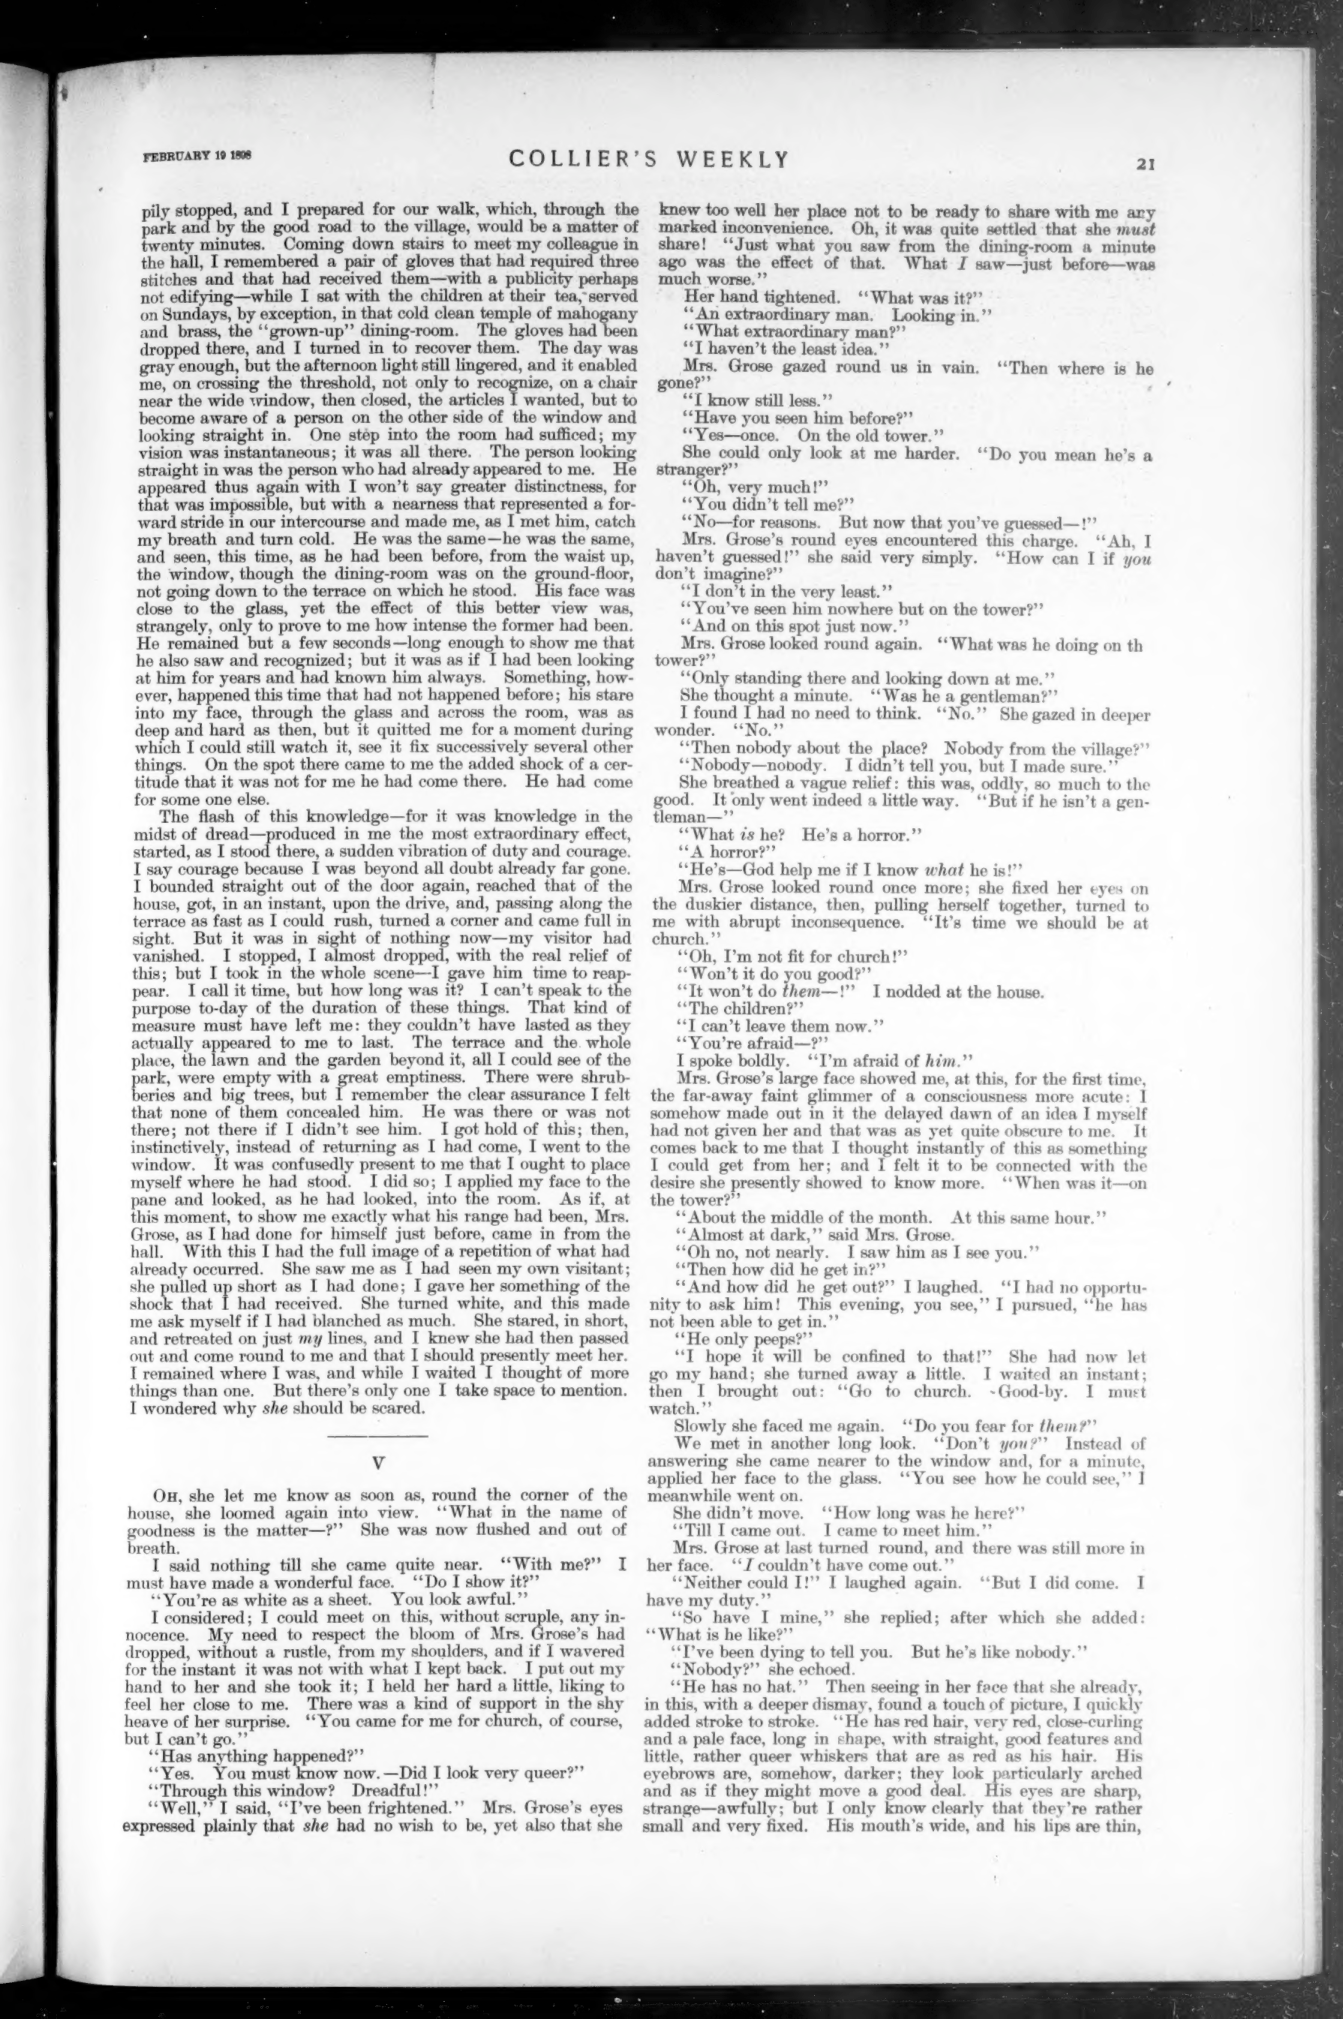 FEBRUARY 19 1898
COLLIER'S WEEKLY
21
pily stopped, and I prepared for our walk, which, through the
park and by the good road to the village, would be a matter of
twenty minutes. Coming down stairs to meet my colleague in
the hall, I remembered a pair of gloves that had required three
stitches and that had received them—with a publicity perhaps
not edifying—while I sat with the children at their tea, served
on Sundays, by exception, in that cold clean temple of mahogany
and brass, the "grown-up" dining-room. The gloves had been
dropped there, and I turned in to recover them. The day was
gray enough, but the afternoon light still lingered, and it enabled
me, on crossing the threshold, not only to recognize, on a chair
near the wide window, then closed, the articles I wanted, but to
become aware of a person on the other side of the window and
looking straight in. One step into the room had sufficed; my
vision was instantaneous; it was all there. The person looking
straight in was the person who had already appeared to me. He
appeared thus again with I won't say greater distinctness, for
that was impossible, but with a nearness that represented a for-
ward stride in our intercourse and made me, as I met him, catch
my breath and turn cold. He was the same—he was the same,
and seen, this time, as he had been before, from the waist up,
the window, though the dining-room was on the ground-floor,
not going down to the terrace on which he stood. His face was
close to the glass, yet the effect of this better view was,
strangely, only to prove to me how intense the former had been.
He remained but a few seconds—long enough to show me that
he also saw and recognized; but it was as if I had been looking
at him for years and had known him always. Something, how-
ever, happened this time that had not happened before; his stare
into my face, through the glass and across the room, was as
deep and hard as then, but it quitted me for a moment during
which I could still watch it, see it fix successively several other
things. On the spot there came to me the added shock of a cer-
titude that it was not for me he had come there. He had come
for some one else.
The flash of this knowledge—for it was knowledge in the
midst of dread—produced in me the most extraordinary effect,
started, as I stood there, a sudden vibration of duty and courage.
I say courage because I was beyond all doubt already far gone.
I bounded straight out of the door again, reached that of the
house, got, in an instant, upon the drive, and, passing along the
terrace as fast as I could rush, turned a corner and came full in
sight. But it was in sight of nothing now—my visitor had
vanished. I stopped, I almost dropped, with the real relief of
this; but I took in the whole scene—I gave him time to reap-
pear. I call it time, but how long was it? I can't speak to the
purpose to-day of the duration of these things. That kind of
measure must have left me: they couldn't have lasted as they
actually appeared to me to last. The terrace and the whole
place, the lawn and the garden beyond it, all I could see of the
park, were empty with a great emptiness. There were shrub-
beries and big trees, but I remember the clear assurance I felt
that none of them concealed him. He was there or was not
there; not there if I didn't see him. I got hold of this; then,
instinctively, instead of returning as I had come, I went to the
window. It was confusedly present to me that I ought to place
myself where he had stood. I did so; I applied my face to the
pane and looked, as he had looked, into the room. As if, at
this moment, to show me exactly what his range had been, Mrs.
Grose, as I had done for himself just before, came in from the
hall. With this I had the full image of a repetition of what had
already occurred. She saw me as I had seen my own visitant;
she pulled up short as I had done; I gave her something of the
shock that I had received. She turned white, and this made
me ask myself if I had blanched as much. She stared, in short,
and retreated on just my lines, and I knew she had then passed
out and come round to me and that I should presently meet her.
I remained where I was, and while I waited I thought of more
things than one. But there's only one I take space to mention.
I wondered why she should be scared.
V
OH, she let me know as soon as, round the corner of the
house, she loomed again into view. "What in the name of
goodness is the matter—?" She was now flushed and out of
breath.
I said nothing till she came quite near. "With me?" I
must have made a wonderful face. "Do I show it?"
"You're as white as a sheet. You look awful."
I considered; I could meet on this, without scruple, any in-
nocence. My need to respect the bloom of Mrs. Grose's had
dropped, without a rustle, from my shoulders, and if I wavered
for the instant it was not with what I kept back. I put out my
hand to her and she took it; I held her hard a little, liking to
feel her close to me. There was a kind of support in the shy
heave of her surprise. "You came for me for church, of course,
but I can't go."
"Has anything happened?"
"Yes. You must know now.—Did I look very queer?"
"Through this window? Dreadful!"
"Well," I said, "I've been frightened." Mrs. Grose's eyes
expressed plainly that she had no wish to be, yet also that she
knew too well her place not to be ready to share with me any
marked inconvenience. Oh, it was quite settled that she must
share! "Just what you saw from the dining-room a minute
ago was the effect of that. What I saw—just before—was
much worse."
Her hand tightened. "What was it?"
"An extraordinary man. Looking in."
"What extraordinary man?"
"I haven't the least idea."
Mrs. Grose gazed round us in vain. "Then where is he
gone?"
"I know still less."
"Have you seen him before?"
"Yes—once. On the old tower."
She could only look at me harder. "Do you mean he's a
stranger?"
"Oh, very much!"
"You didn't tell me?"
"No—for reasons. But now that you've guessed—!"
Mrs. Grose's round eyes encountered this charge. "Ah, I
haven't guessed!" she said very simply. "How can I if you
don't imagine?"
"I don't in the very least."
"You've seen him nowhere but on the tower?"
"And on this spot just now."
Mrs. Grose looked round again. "What was he doing on th
tower?"
"Only standing there and looking down at me."
She thought a minute. "Was he a gentleman?"
I found I had no need to think. "No." She gazed in deeper
wonder. "No."
"Then nobody about the place? Nobody from the village?"
"Nobody—nobody. I didn't tell you, but I made sure."
She breathed a vague relief: this was, oddly, so much to the
good. It only went indeed a little way. "But if he isn't a gen-
tleman—"
"What is he? He's a horror."
"A horror?"
"He's—God help me if I know what he is!"
Mrs. Grose looked round once more; she fixed her eyes on
the duskier distance, then, pulling herself together, turned to
me with abrupt inconsequence. "It's time we should be at
church."
"Oh, I'm not fit for church!"
"Won't it do you good?"
"It won't do them—!" I nodded at the house.
"The children?"
"I can't leave them now."
"You're afraid—?"
I spoke boldly. "I'm afraid of him."
Mrs. Grose's large face showed me, at this, for the first time,
the far-away faint glimmer of a consciousness more acute: I
somehow made out in it the delayed dawn of an idea I myself
had not given her and that was as yet quite obscure to me. It
comes back to me that I thought instantly of this as something
I could get from her; and I felt it to be connected with the
desire she presently showed to know more. "When was it—on
the tower?"
"About the middle of the month. At this same hour."
"Almost at dark," said Mrs. Grose.
"Oh no, not nearly. I saw him as I see you."
"Then how did he get in?"
"And how did he get out?" I laughed. "I had no opportu-
nity to ask him! This evening, you see," I pursued, "he has
not been able to get in."
"He only peeps?"
"I hope it will be confined to that!" She had now let
go my hand; she turned away a little. I waited an instant;
then I brought out: "Go to church. Good-by. I must
watch."
Slowly she faced me again. "Do you fear for them?"
We met in another long look. "Don't you?" Instead of
answering she came nearer to the window and, for a minute,
applied her face to the glass. "You see how he could see," I
meanwhile went on.
She didn't move. "How long was he here?"
"Till I came out. I came to meet him."
Mrs. Grose at last turned round, and there was still more in
her face. "I couldn't have come out."
"Neither could I!" I laughed again. "But I did come. I
have my duty."
"So have I mine," she replied; after which she added:
"What is he like?"
"I've been dying to tell you. But he's like nobody."
"Nobody?" she echoed.
"He has no hat." Then seeing in her face that she already,
in this, with a deeper dismay, found a touch of picture, I quickly
added stroke to stroke. "He has red hair, very red, close-curling
and a pale face, long in shape, with straight, good features and
little, rather queer whiskers that are as red as his hair. His
eyebrows are, somehow, darker; they look particularly arched
and as if they might move a good deal. His eyes are sharp,
strange—awfully; but I only know clearly that they're rather
small and very fixed. His mouth's wide, and his lips are thin,